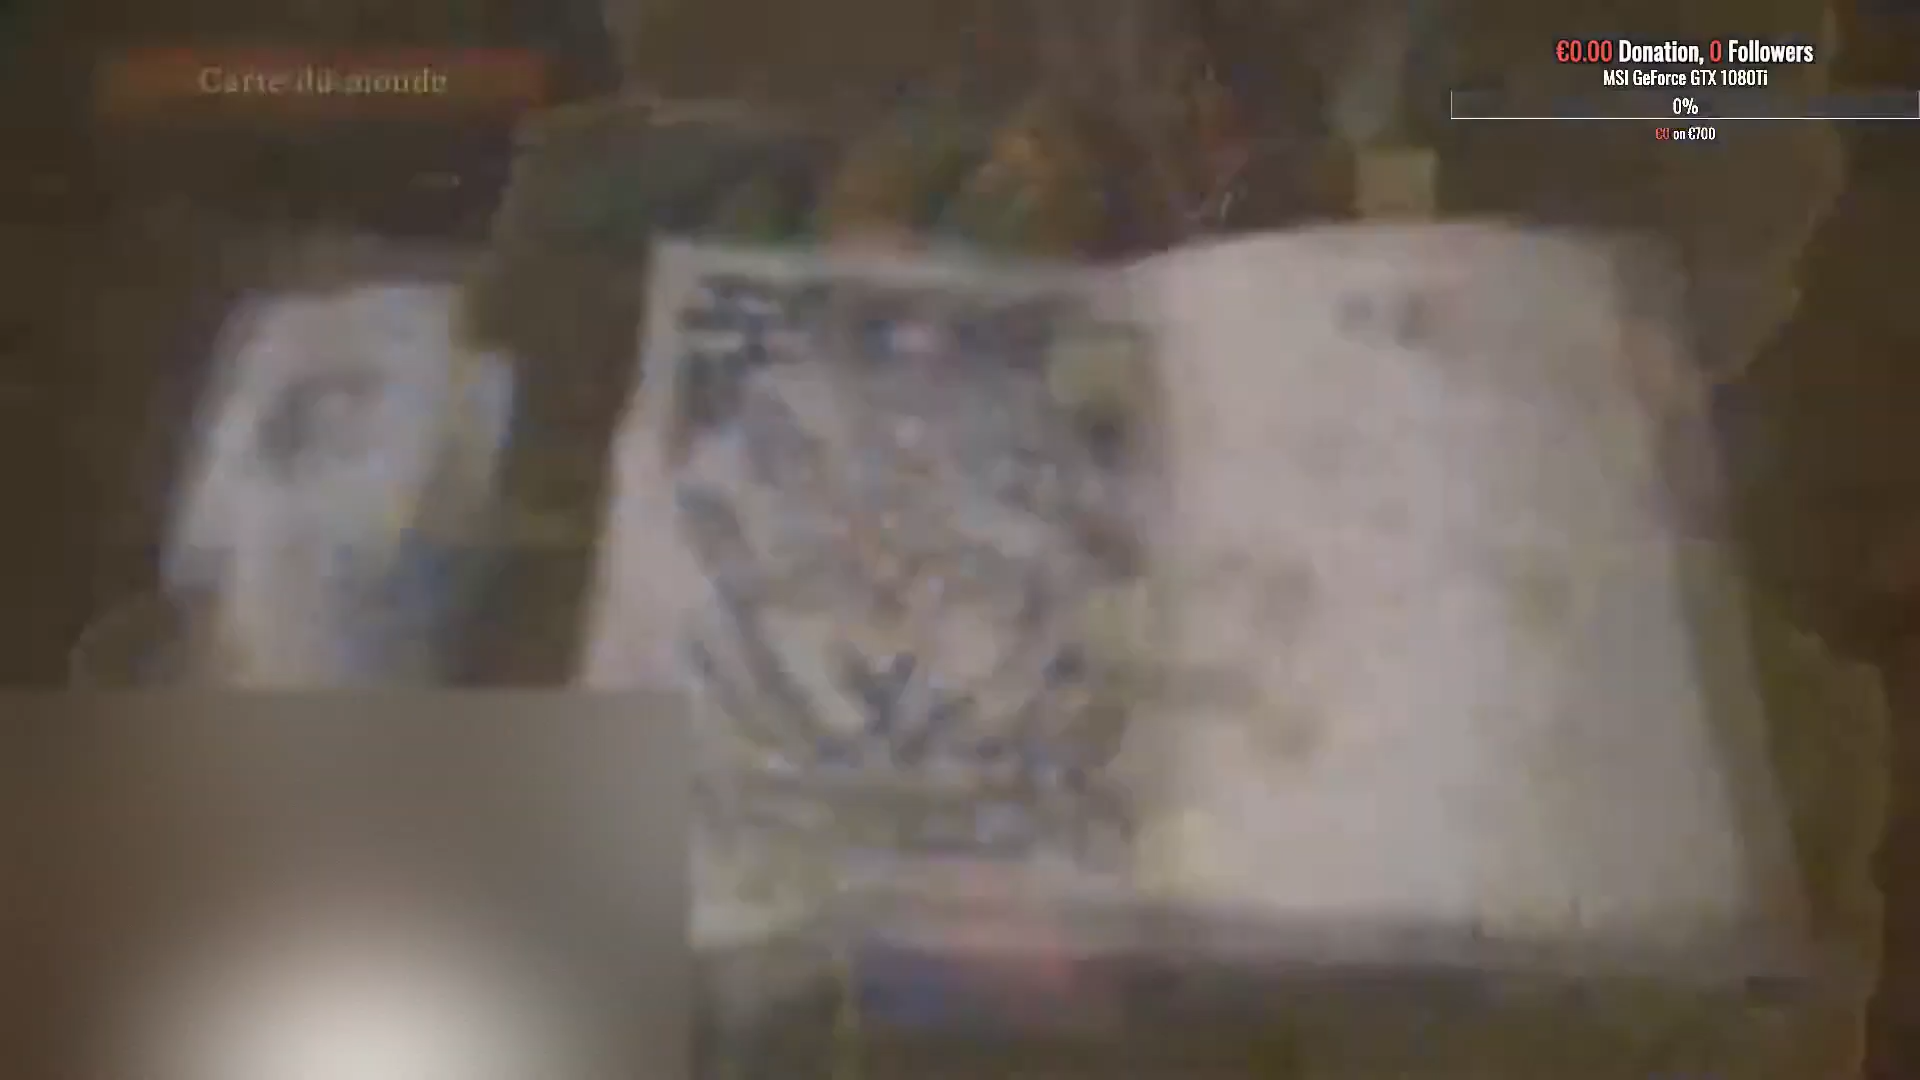 Carte du monde
€0.00 Donation, 0 Followers
MSI GeForce GTX 1080Ti
0%
€0 on €700